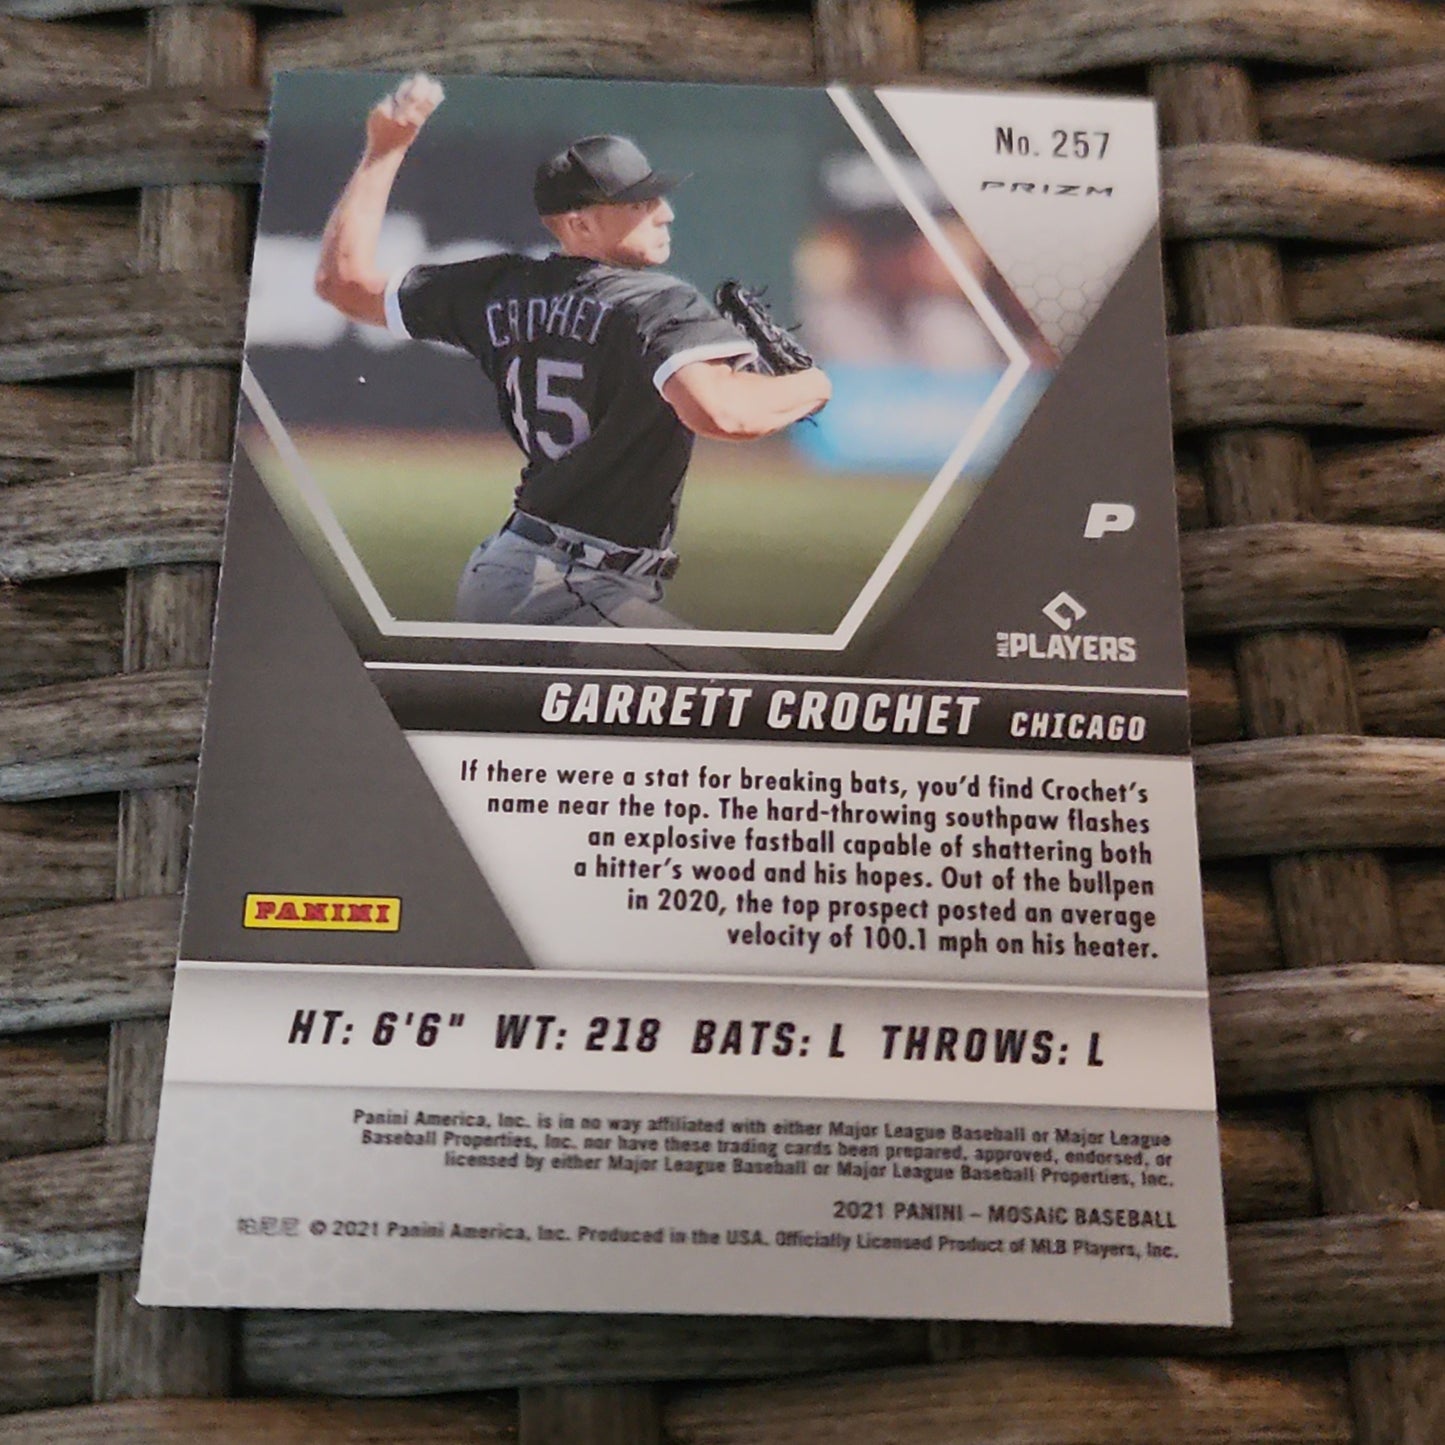 No. 257
PRIZM
CROCHET
45
P
MLB PLAYERS
GARRETT CROCHET CHICAGO
If there were a stat for breaking bats, you'd find Crochet's
name near the top. The hard-throwing southpaw flashes
an explosive fastball capable of shattering both
a hitter's wood and his hopes. Out of the bullpen
in 2020, the top prospect posted an average
velocity of 100.1 mph on his heater.
PANINI
HT: 6'6" WT: 218 BATS: L THROWS: L
Panini America, Inc. is in no way affiliated with either Major League Baseball or Major League
Baseball Properties, Inc. nor have these trading cards been prepared, approved, endorsed, or
licensed by either Major League Baseball or Major League Baseball Properties, Inc.
2021 PANINI – MOSAIC BASEBALL
帕尼尼 © 2021 Panini America, Inc. Produced in the USA. Officially Licensed Product of MLB Players, Inc.